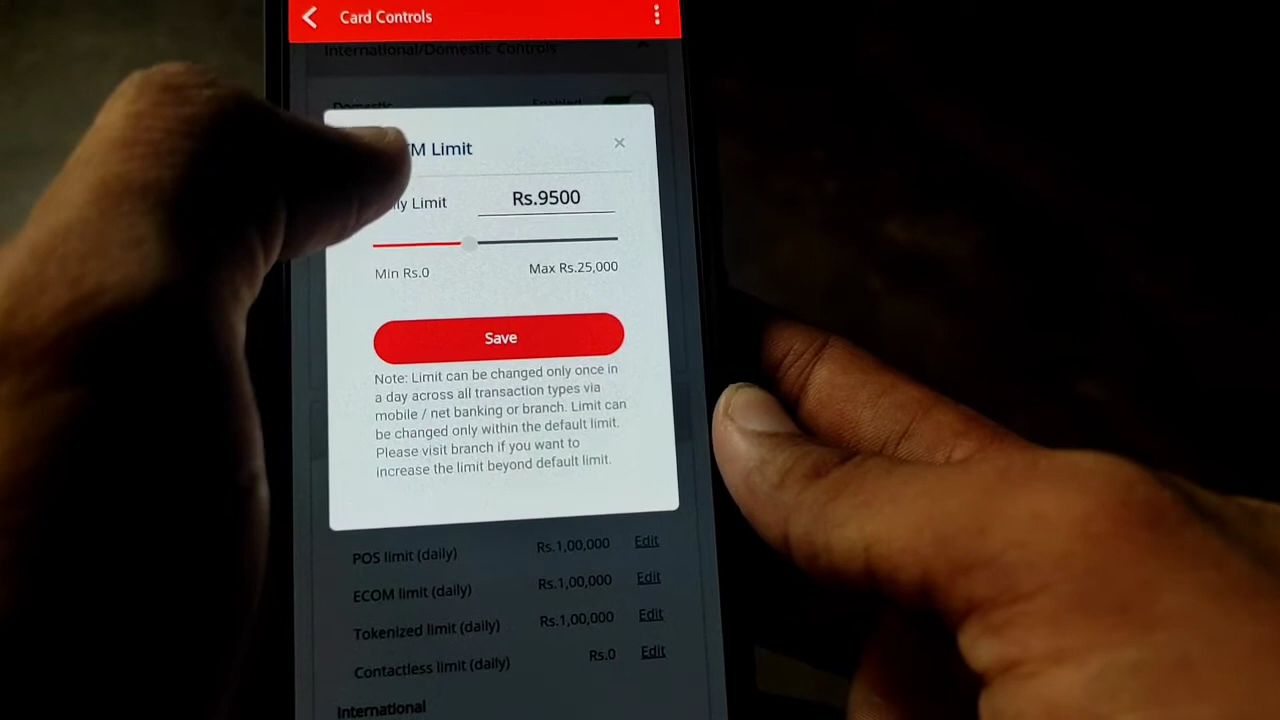 Card Controls
International/Domestic Controls
Domestic Enabled
Limit
Limit Rs.9500
Min Rs.0 Max Rs.25,000
Save
Note: Limit can be changed only once in
a day across all transaction types via
mobile / net banking or branch. Limit can
be changed only within the default limit.
Please visit branch if you want to
increase the limit beyond default limit.
POS limit (daily) Rs.1,00,000 Edit
ECOM limit (daily) Rs.1,00,000 Edit
Tokenized limit (daily) Rs.1,00,000 Edit
Contactless limit (daily) Rs.0 Edit
International